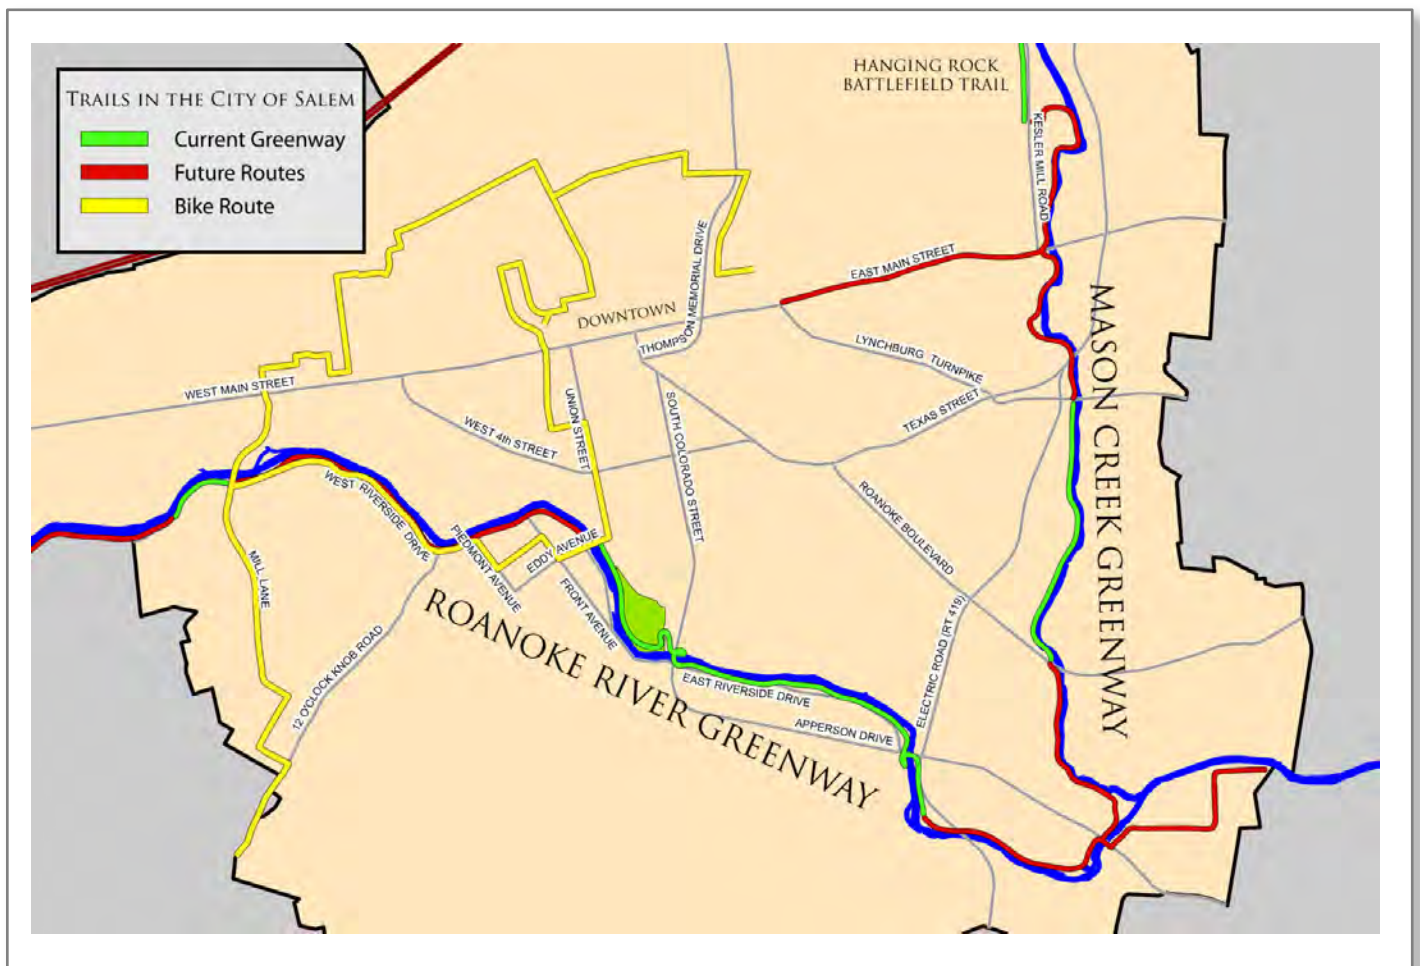 TRAILS IN THE CITY OF SALEM
Current Greenway
Future Routes
Bike Route
HANGING ROCK
BATTLEFIELD TRAIL
KESLER MILL ROAD
EAST MAIN STREET
THOMPSON MEMORIAL DRIVE
DOWNTOWN
LYNCHBURG TURNPIKE
WEST MAIN STREET
UNION STREET
SOUTH COLORADO STREET
TEXAS STREET
WEST 4th STREET
MASON CREEK GREENWAY
WEST RIVERSIDE DRIVE
ROANOKE BOULEVARD
PIEDMONT AVENUE
EDDY AVENUE
MILL LANE
FRONT AVENUE
12 O'CLOCK KNOB ROAD
ROANOKE RIVER GREENWAY
ELECTRIC ROAD (RT 419)
EAST RIVERSIDE DRIVE
APPERSON DRIVE